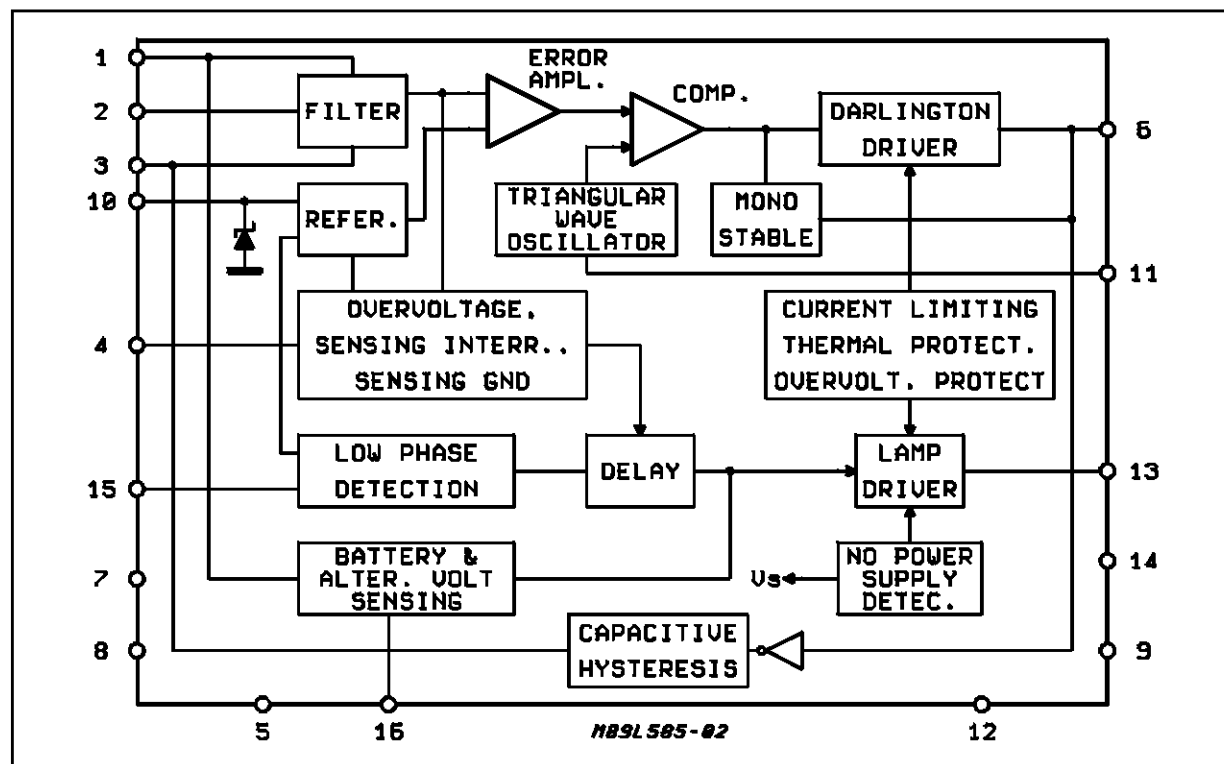 1
2
3
10
4
15
7
8
5
16
12
6
11
13
14
9
FILTER
ERROR
AMPL.
COMP.
DARLINGTON
DRIVER
REFER.
TRIANGULAR
WAVE
OSCILLATOR
MONO
STABLE
OVERVOLTAGE,
SENSING INTERR.,
SENSING GND
CURRENT LIMITING
THERMAL PROTECT.
OVERVOLT. PROTECT
LOW PHASE
DETECTION
DELAY
LAMP
DRIVER
BATTERY &
ALTER. VOLT
SENSING
Vs
NO POWER
SUPPLY
DETEC.
CAPACITIVE
HYSTERESIS
M89L585-02